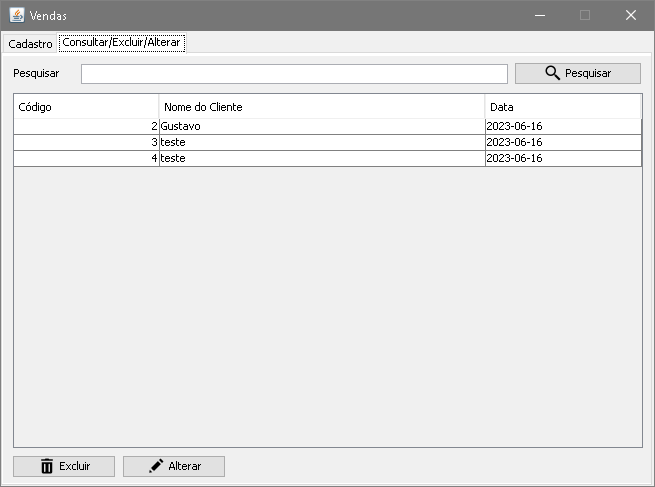 Vendas
Cadastro Consultar/Excluir/Alterar
Pesquisar Pesquisar
Código Nome do Cliente Data
2 Gustavo 2023-06-16
3 teste 2023-06-16
4 teste 2023-06-16
Excluir Alterar